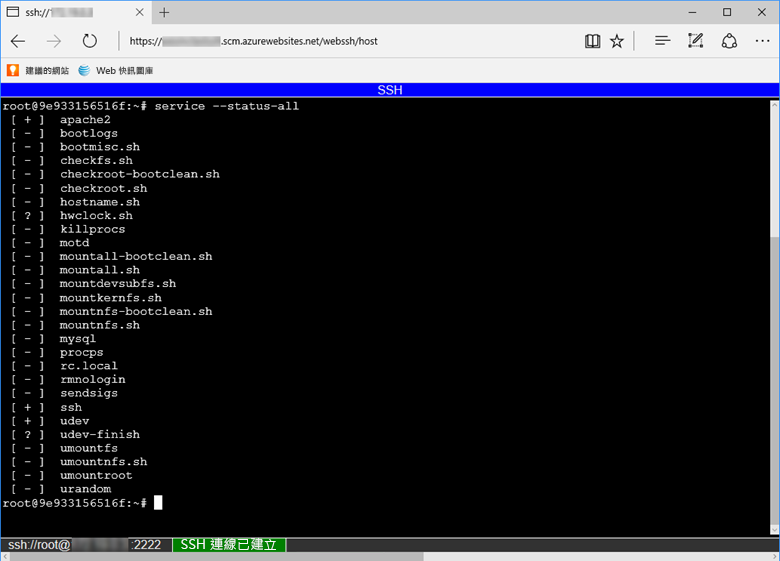 ssh://
https:// .scm.azurewebsites.net/webssh/host
建議的網站 Web 快訊圖庫
SSH
root@9e933156516f:~# service --status-all
[ + ] apache2
[ - ] bootlogs
[ - ] bootmisc.sh
[ - ] checkfs.sh
[ - ] checkroot-bootclean.sh
[ - ] checkroot.sh
[ - ] hostname.sh
[ ? ] hwclock.sh
[ - ] killprocs
[ - ] motd
[ - ] mountall-bootclean.sh
[ - ] mountall.sh
[ - ] mountdevsubfs.sh
[ - ] mountkernfs.sh
[ - ] mountnfs-bootclean.sh
[ - ] mountnfs.sh
[ - ] mysql
[ - ] procps
[ - ] rc.local
[ - ] rmnologin
[ - ] sendsigs
[ + ] ssh
[ + ] udev
[ ? ] udev-finish
[ - ] umountfs
[ - ] umountnfs.sh
[ - ] umountroot
[ - ] urandom
root@9e933156516f:~#
ssh://root@ :2222 SSH 連線已建立